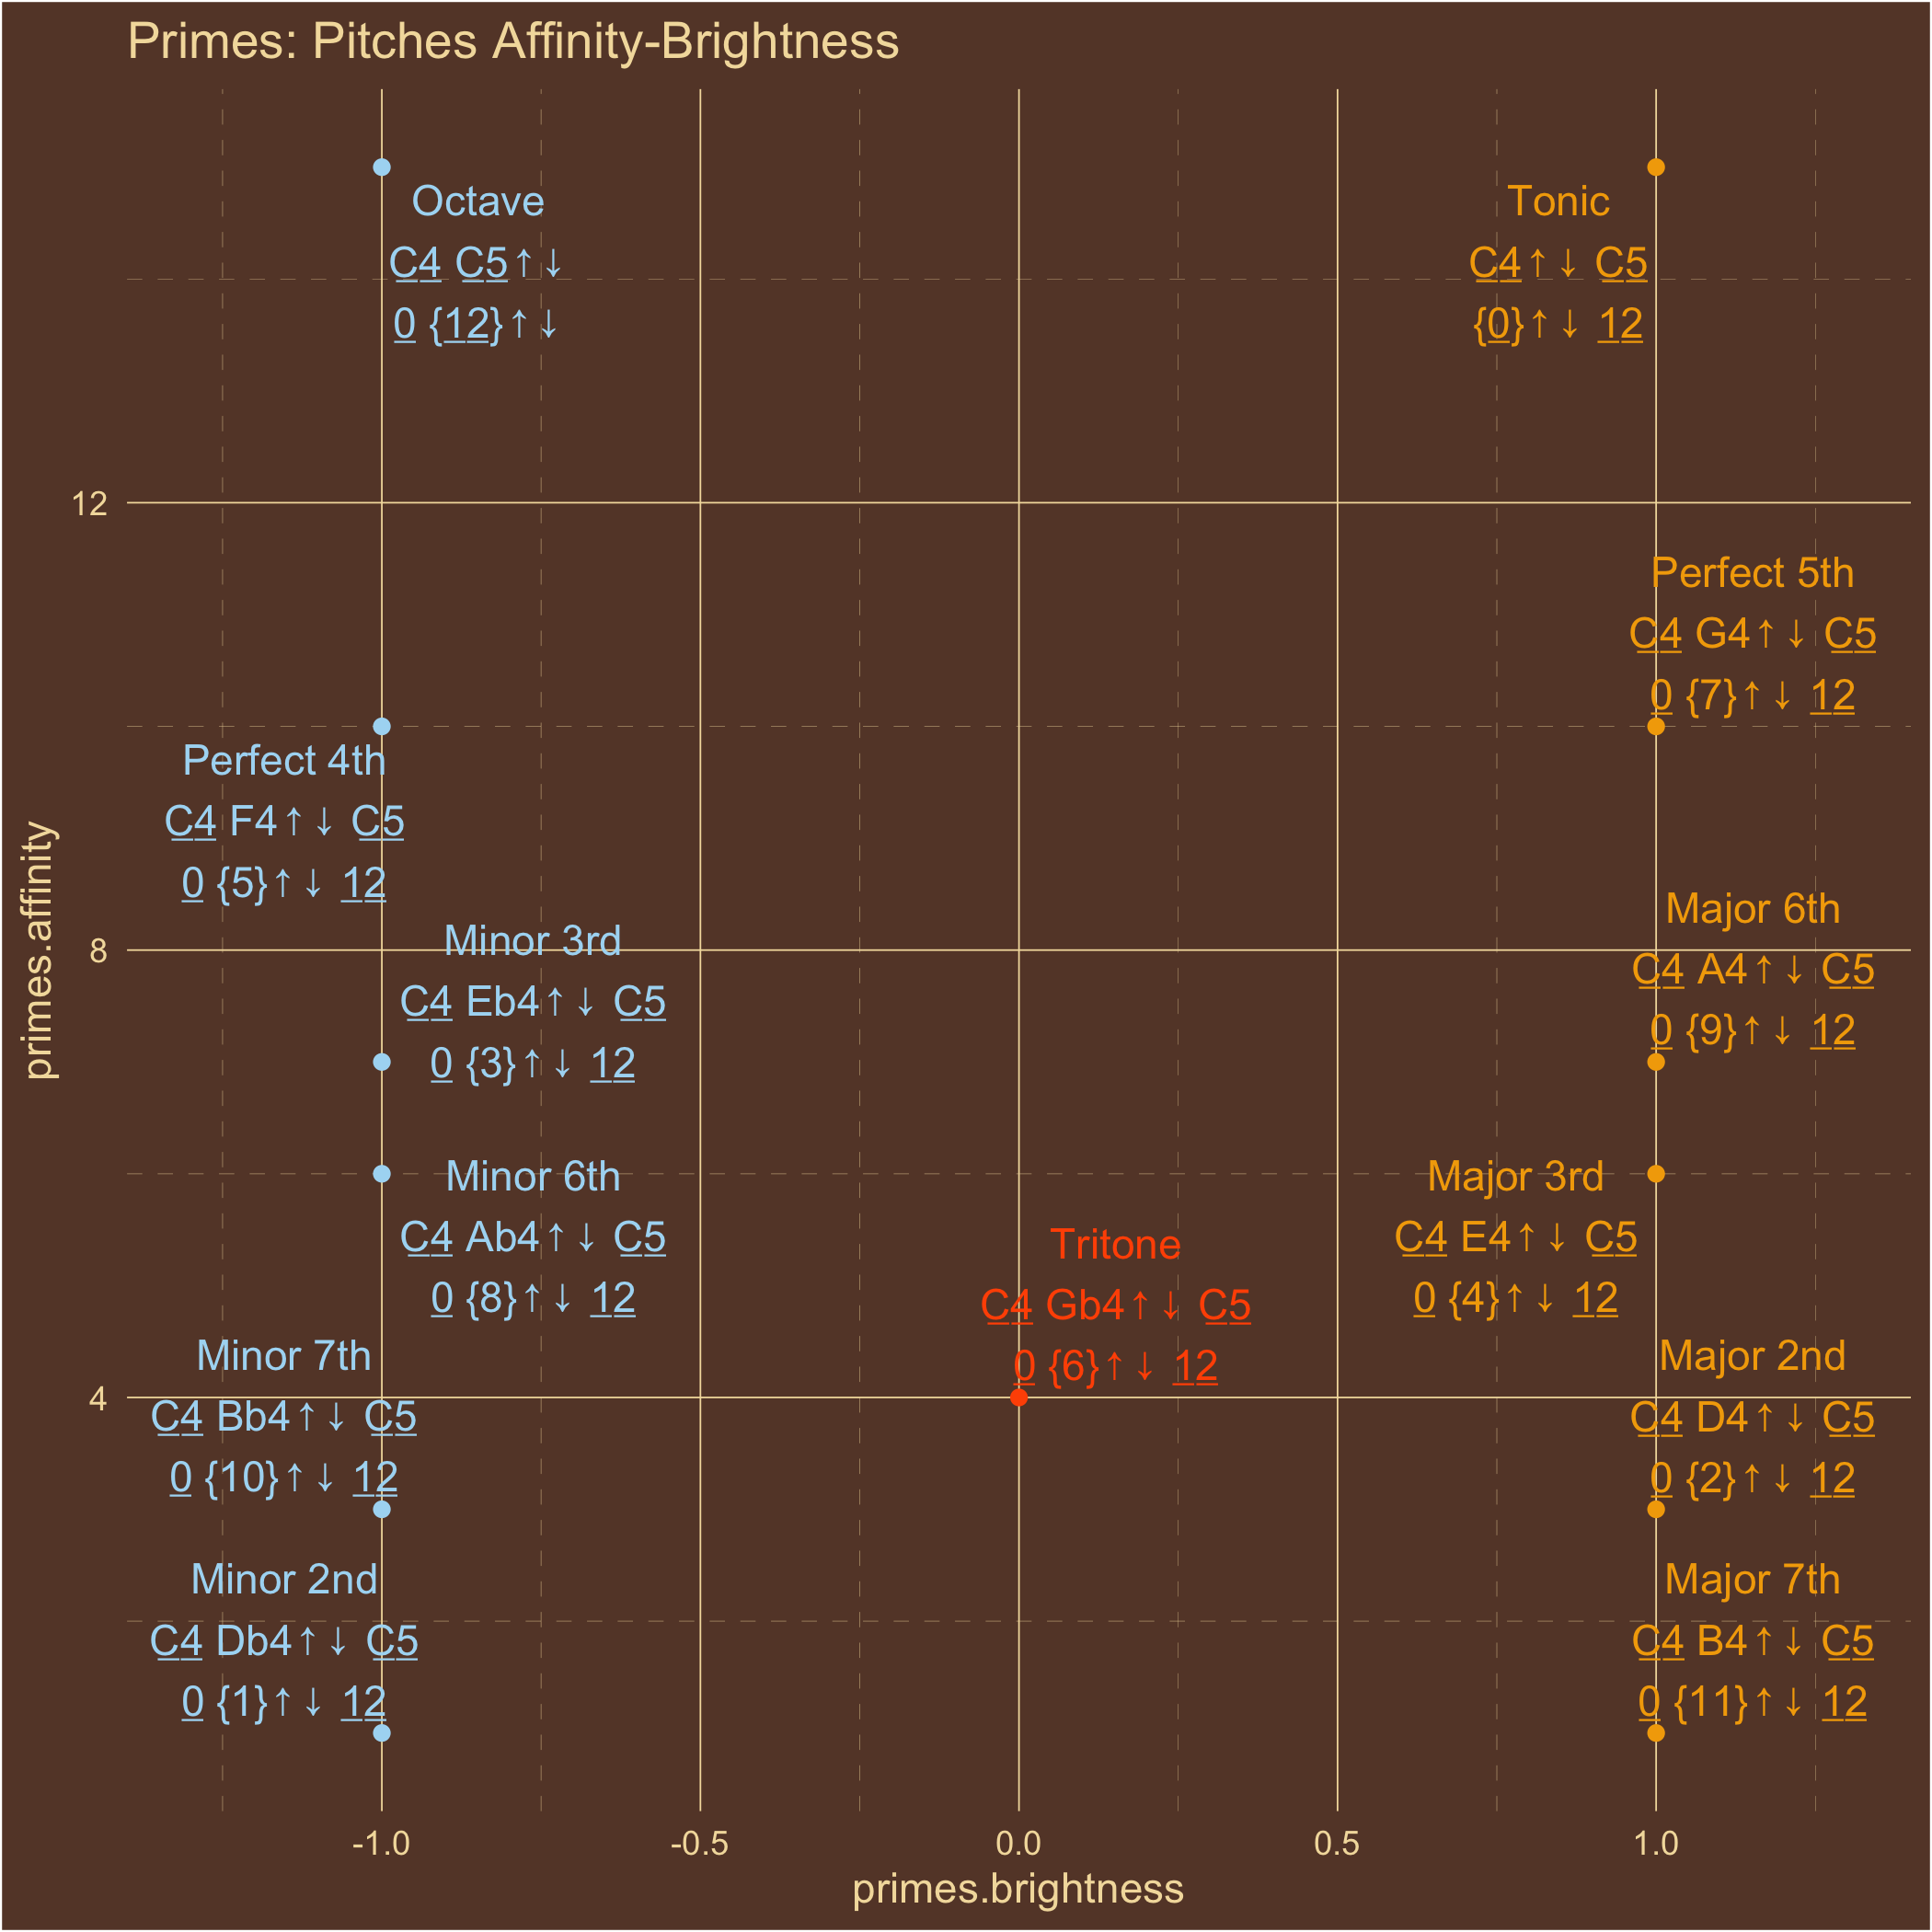 Primes: Pitches Affinity-Brightness
Octave
C4 C5↑↓
0 {12}↑↓
Tonic
C4↑↓ C5
{0}↑↓ 12
12
Perfect 5th
C4 G4↑↓ C5
0 {7}↑↓ 12
Perfect 4th
C4 F4↑↓ C5
0 {5}↑↓ 12
Major 6th
C4 A4↑↓ C5
0 {9}↑↓ 12
8
Minor 3rd
C4 Eb4↑↓ C5
0 {3}↑↓ 12
primes.affinity
Minor 6th
C4 Ab4↑↓ C5
0 {8}↑↓ 12
Major 3rd
C4 E4↑↓ C5
0 {4}↑↓ 12
Tritone
C4 Gb4↑↓ C5
0 {6}↑↓ 12
4
Minor 7th
C4 Bb4↑↓ C5
0 {10}↑↓ 12
Major 2nd
C4 D4↑↓ C5
0 {2}↑↓ 12
Minor 2nd
C4 Db4↑↓ C5
0 {1}↑↓ 12
Major 7th
C4 B4↑↓ C5
0 {11}↑↓ 12
-1.0 -0.5 0.0 0.5 1.0
primes.brightness